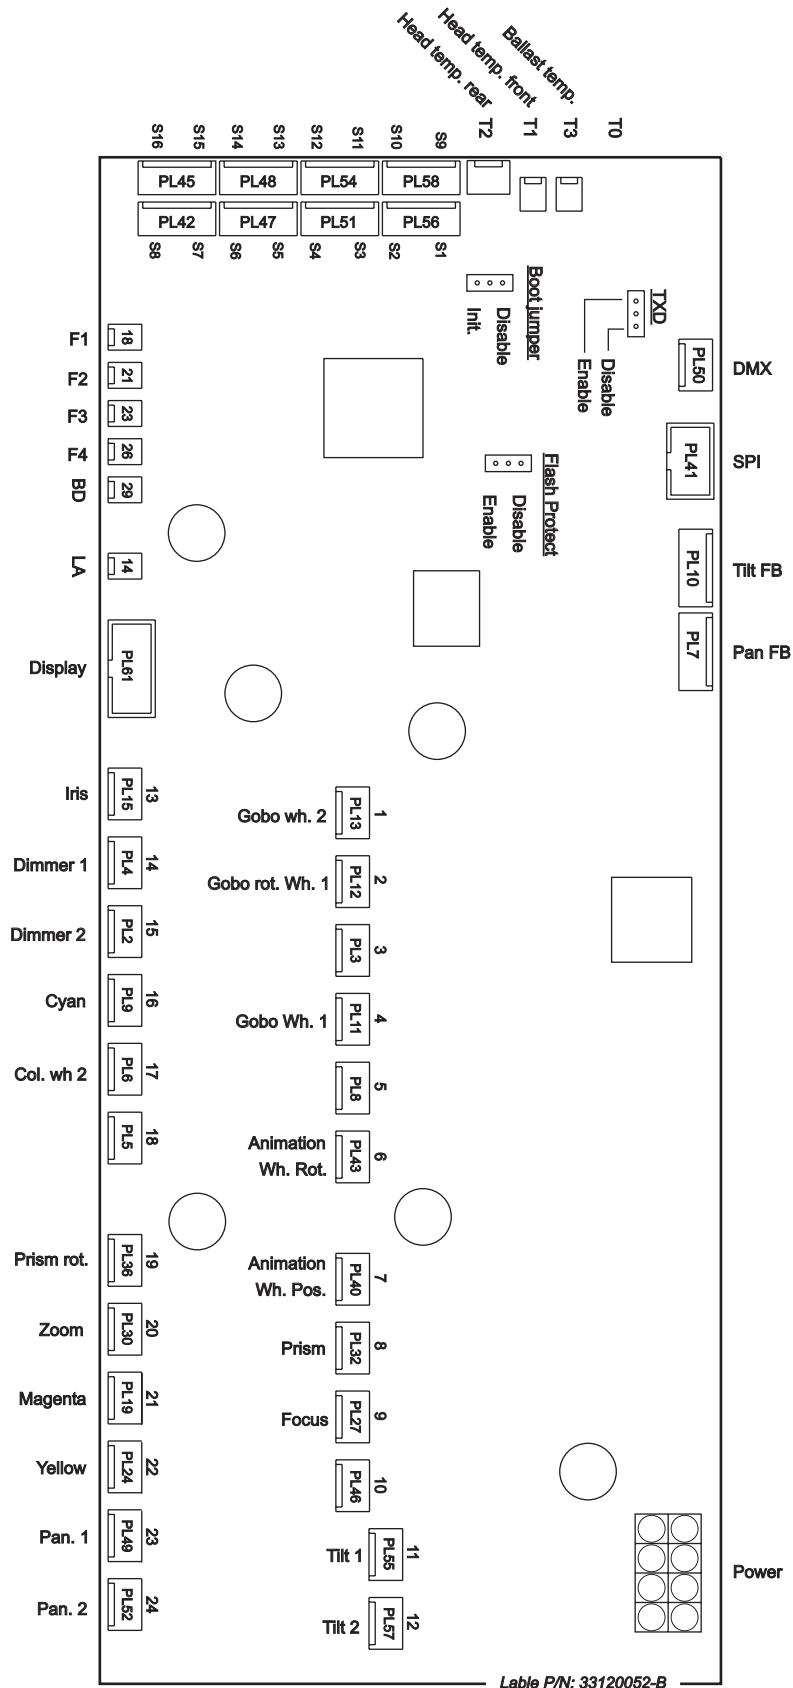 Head temp. rear
Head temp. front
Ballast temp.
S16 S15 S14 S13 S12 S11 S10 S9 T2 T1 T3 T0
PL45 PL48 PL54 PL58
PL42 PL47 PL51 PL56
S8 S7 S6 S5 S4 S3 S2 S1
Boot jumper
Disable
Init.
TXD
Disable
Enable
F1 18
F2 21
F3 23
F4 26
BD 29
LA 14
Display PL61
PL50 DMX
PL41 SPI
PL10 Tilt FB
PL7 Pan FB
Flash Protect
Disable
Enable
Iris PL15 13
Dimmer 1 PL4 14
Dimmer 2 PL2 15
Cyan PL9 16
Col. wh 2 PL6 17
PL5 18
Prism rot. PL36 19
Zoom PL30 20
Magenta PL19 21
Yellow PL24 22
Pan. 1 PL49 23
Pan. 2 PL52 24
Gobo wh. 2 PL13 1
Gobo rot. Wh. 1 PL12 2
PL3 3
Gobo Wh. 1 PL11 4
PL8 5
Animation
Wh. Rot. PL43 6
Animation
Wh. Pos. PL40 7
Prism PL32 8
Focus PL27 9
PL46 10
Tilt 1 PL55 11
Tilt 2 PL57 12
Power
Lable P/N: 33120052-B